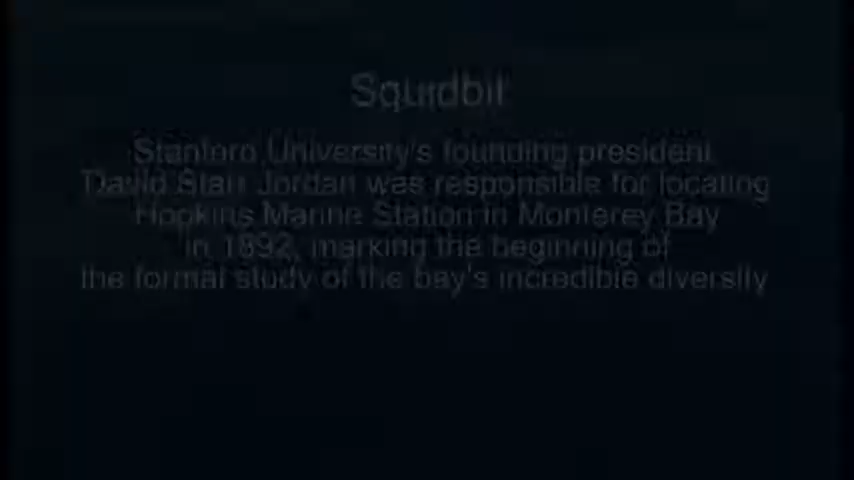 Squidbit
Stanford University's founding president
David Starr Jordan was responsible for locating
Hopkins Marine Station in Monterey Bay
in 1892, marking the beginning of
the formal study of the bay's incredible diversity